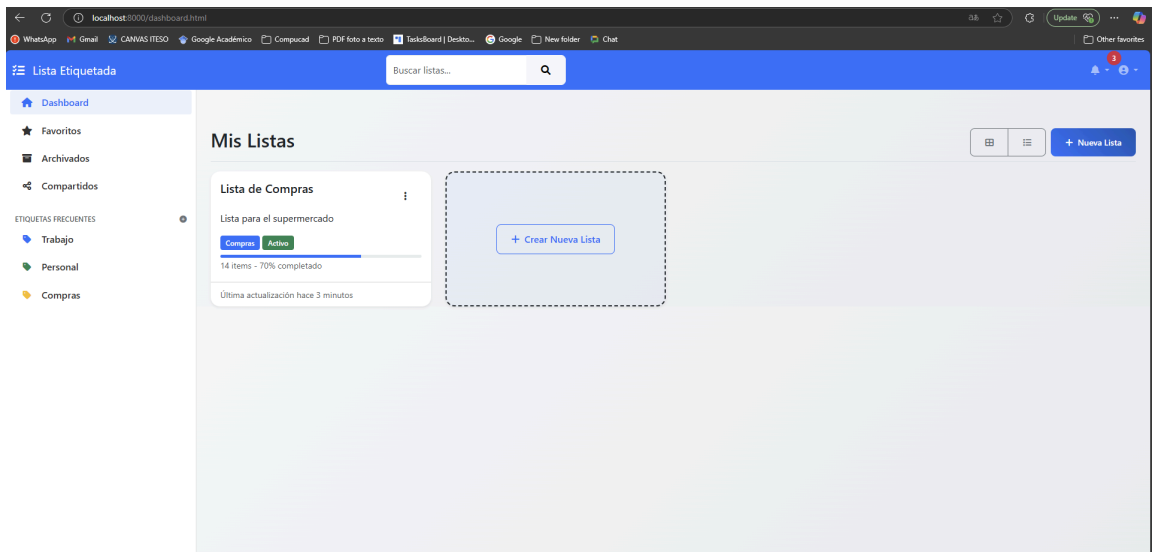 localhost:8000/dashboard.html
Update
WhatsApp Gmail CANVAS ITESO Google Académico Compucad PDF foto a texto TasksBoard | Deskto... Google New folder Chat Other favorites
Lista Etiquetada
Buscar listas...
3
Dashboard
Favoritos
Archivados
Compartidos
ETIQUETAS FRECUENTES
Trabajo
Personal
Compras
Mis Listas
+ Nueva Lista
Lista de Compras
Lista para el supermercado
Compras Activo
14 items - 70% completado
Última actualización hace 3 minutos
+ Crear Nueva Lista